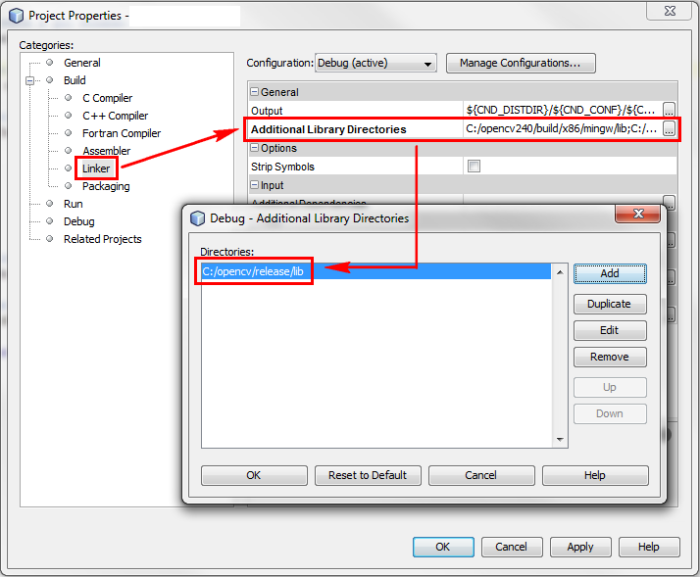 Project Properties -
Categories:
General
Build
C Compiler
C++ Compiler
Fortran Compiler
Assembler
Linker
Packaging
Run
Debug
Related Projects
Configuration: Debug (active) Manage Configurations...
General
Output ${CND_DISTDIR}/${CND_CONF}/${C... ...
Additional Library Directories C:/opencv240/build/x86/mingw/lib;C:/... ...
Options
Strip Symbols
Input
Additional Dependencies
Debug - Additional Library Directories
Directories:
C:/opencv/release/lib
Add
Duplicate
Edit
Remove
Up
Down
OK Reset to Default Cancel Help
OK Cancel Apply Help